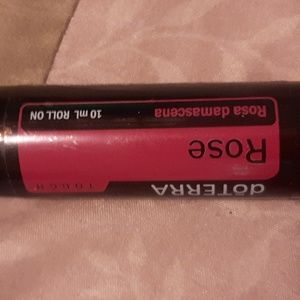 dōTERRA
TOUCH
Rose
Rosa damascena
10 mL ROLL ON